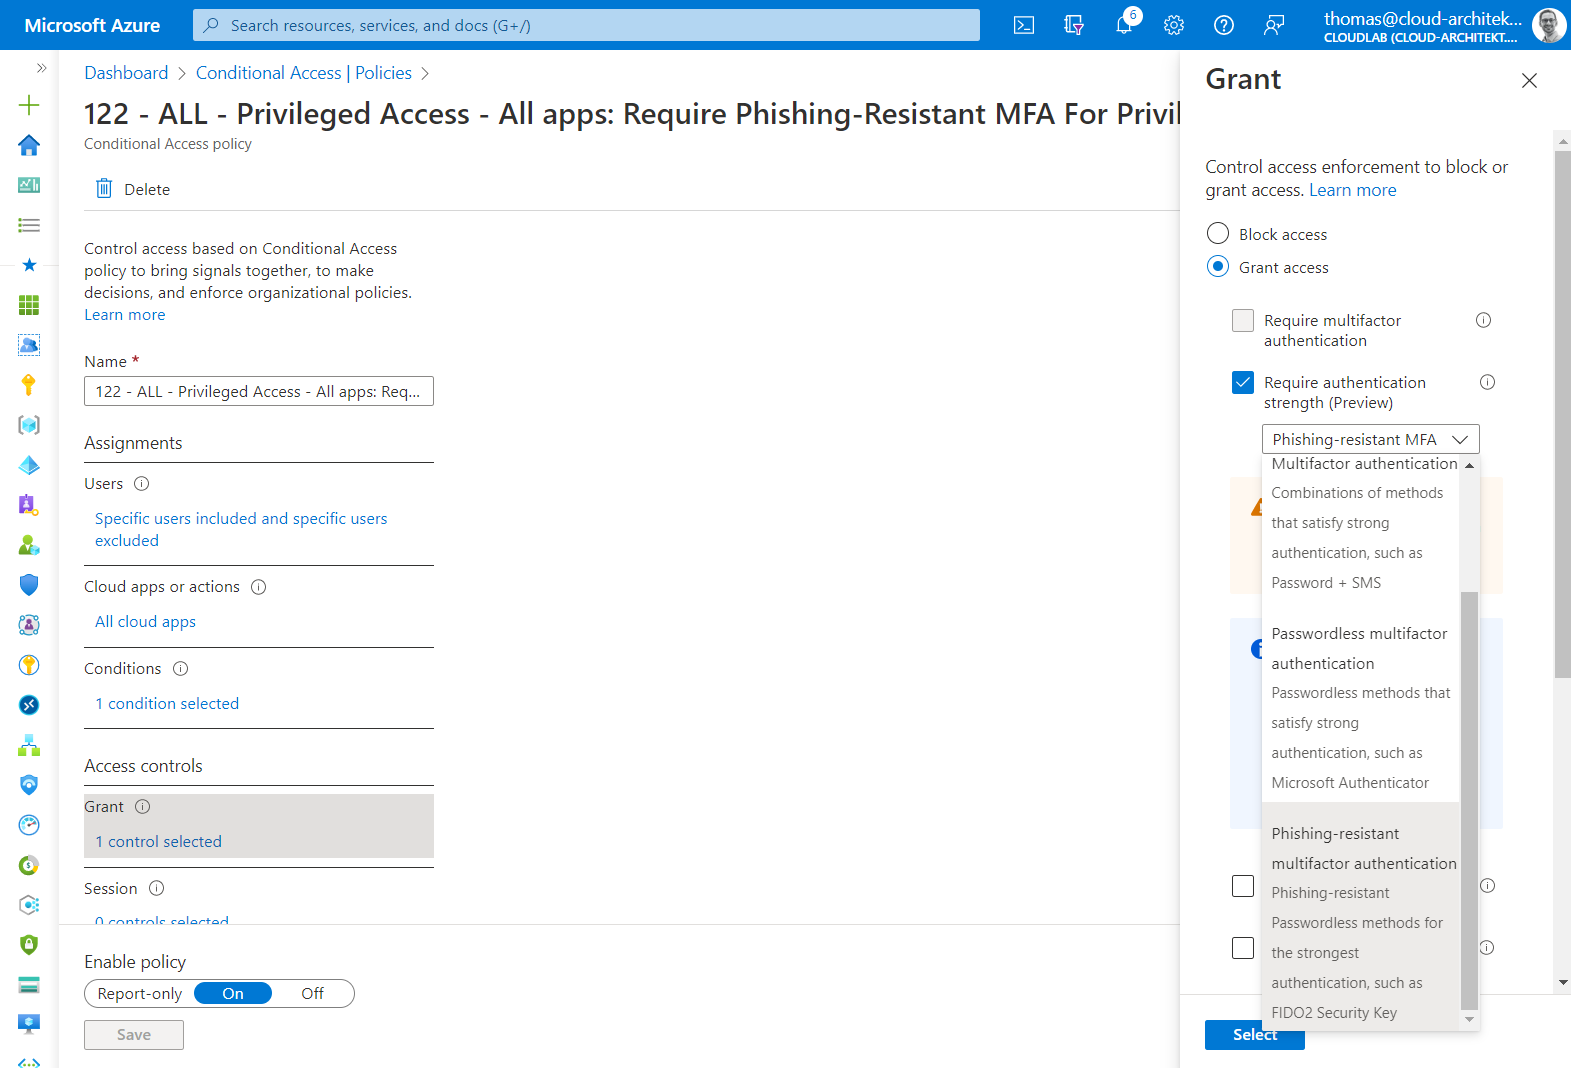 Microsoft Azure
Search resources, services, and docs (G+/)
6
thomas@cloud-architek...
CLOUDLAB (CLOUD-ARCHITEKT....
Dashboard
Conditional Access | Policies
122 - ALL - Privileged Access - All apps: Require Phishing-Resistant MFA For Privil
Conditional Access policy
Delete
Control access based on Conditional Access
policy to bring signals together, to make
decisions, and enforce organizational policies.
Learn more
Name *
122 - ALL - Privileged Access - All apps: Req...
Assignments
Users
Specific users included and specific users
excluded
Cloud apps or actions
All cloud apps
Conditions
1 condition selected
Access controls
Grant
1 control selected
Session
0 controls selected
Enable policy
Report-only
On
Off
Save
Grant
Control access enforcement to block or
grant access. Learn more
Block access
Grant access
Require multifactor
authentication
Require authentication
strength (Preview)
Phishing-resistant MFA
Multifactor authentication
Combinations of methods
that satisfy strong
authentication, such as
Password + SMS
Passwordless multifactor
authentication
Passwordless methods that
satisfy strong
authentication, such as
Microsoft Authenticator
Phishing-resistant
multifactor authentication
Phishing-resistant
Passwordless methods for
the strongest
authentication, such as
FIDO2 Security Key
Select